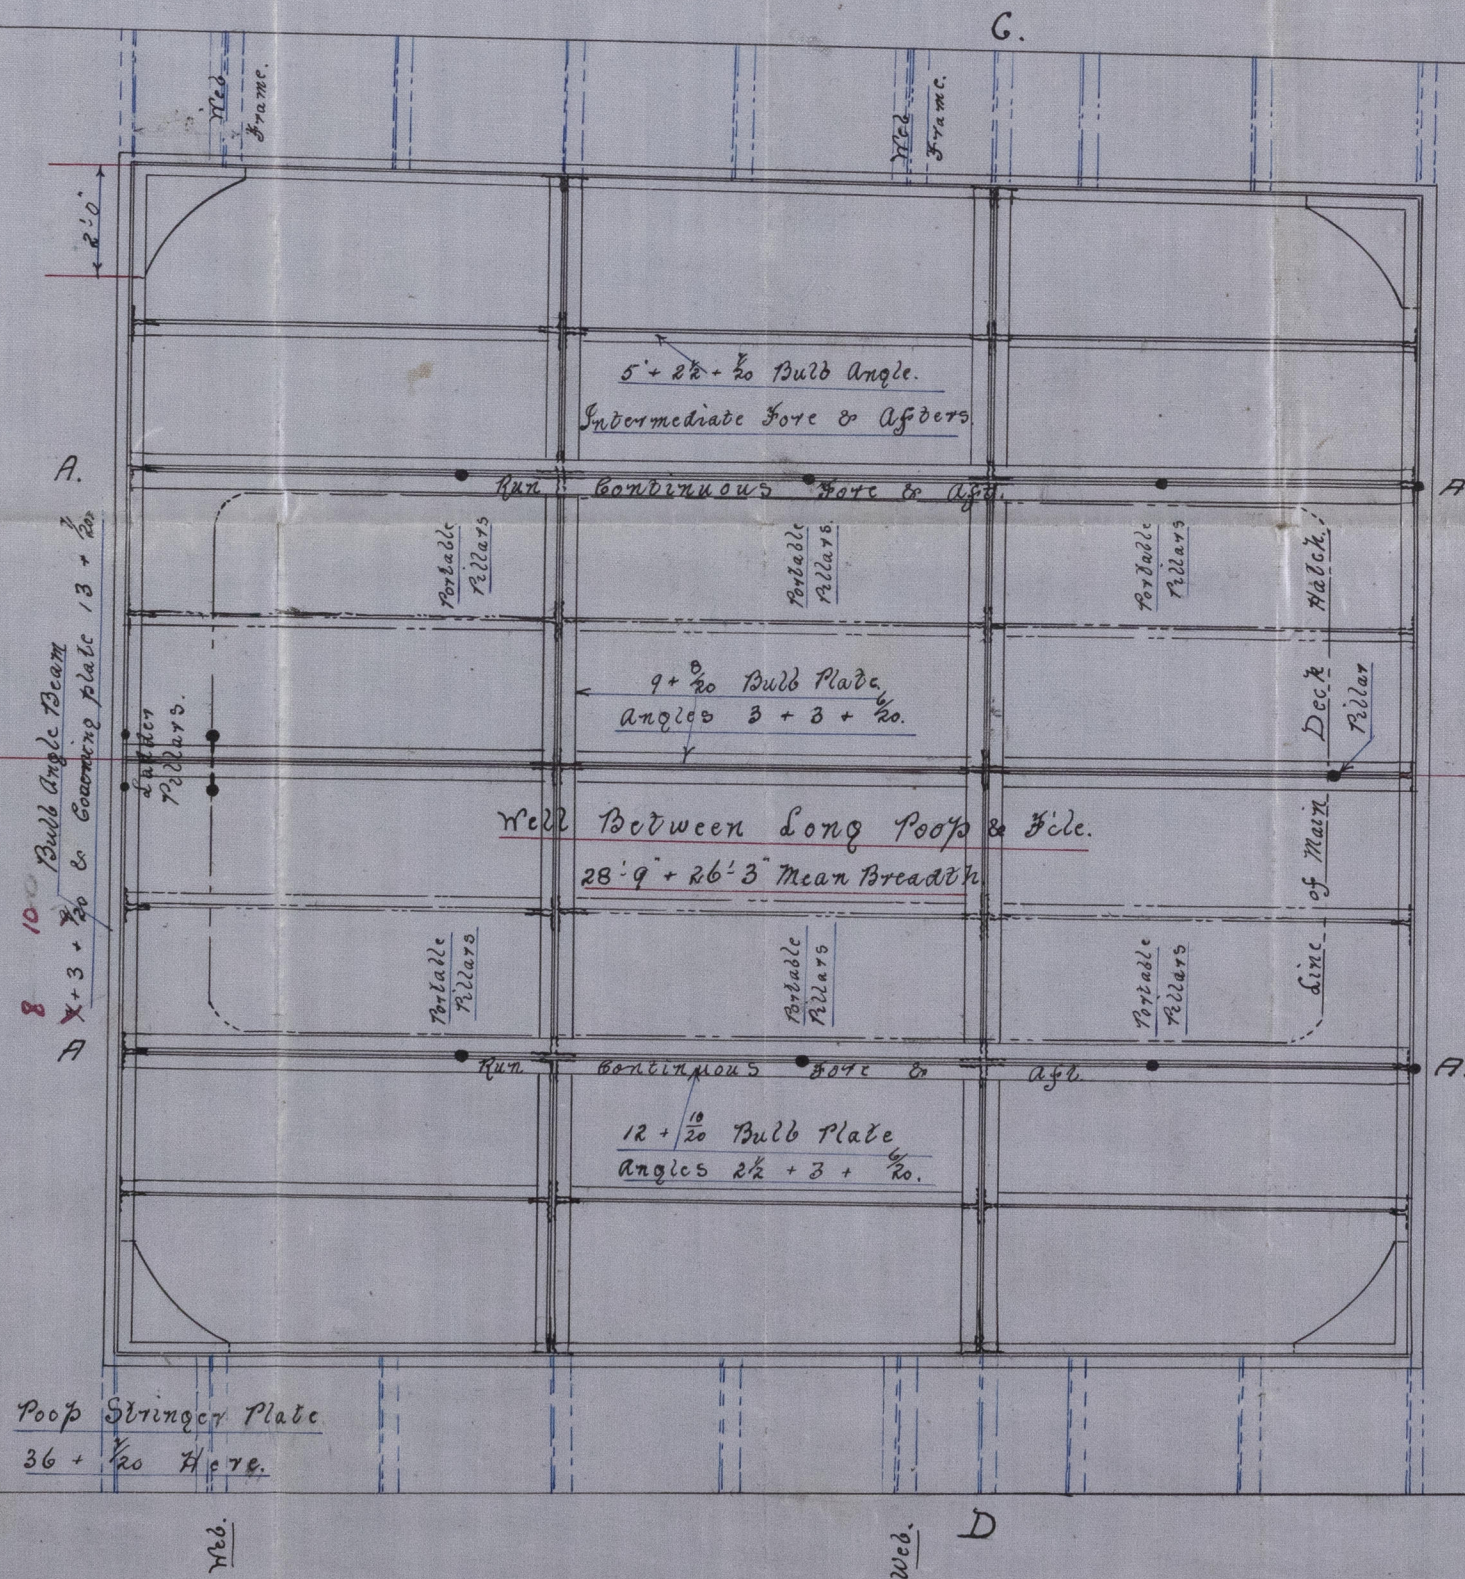 C.
Web
Frame.
Web
Frame.
2'-0"
5" + 2½ + 7/20 Bulb Angle.
Intermediate Fore & Afters.
A.
Run Continuous Fore & Aft.
A
Portable
Pillars
Portable
Pillars.
Portable
Pillars
Line of Main Deck Hatch.
Pillar
9 + 8/20 Bulb Plate.
Angles 3 + 3 + 6/20.
Ladder
Pillars.
Bulb Angle Beam
+ 3 + /20 & Coaming plate 13 + 7/20
8 10
Well Between Long Poop & F'cle.
28'-9" + 26'-3" Mean Breadth
Portable
Pillars
Portable
Pillars
Portable
Pillars
A
Run Continuous Fore & Aft.
A.
12 + 10/20 Bulb Plate
Angles 2½ + 3 + 6/20.
Poop Stringer Plate
36 + 7/20 Here.
Web.
Web.
D